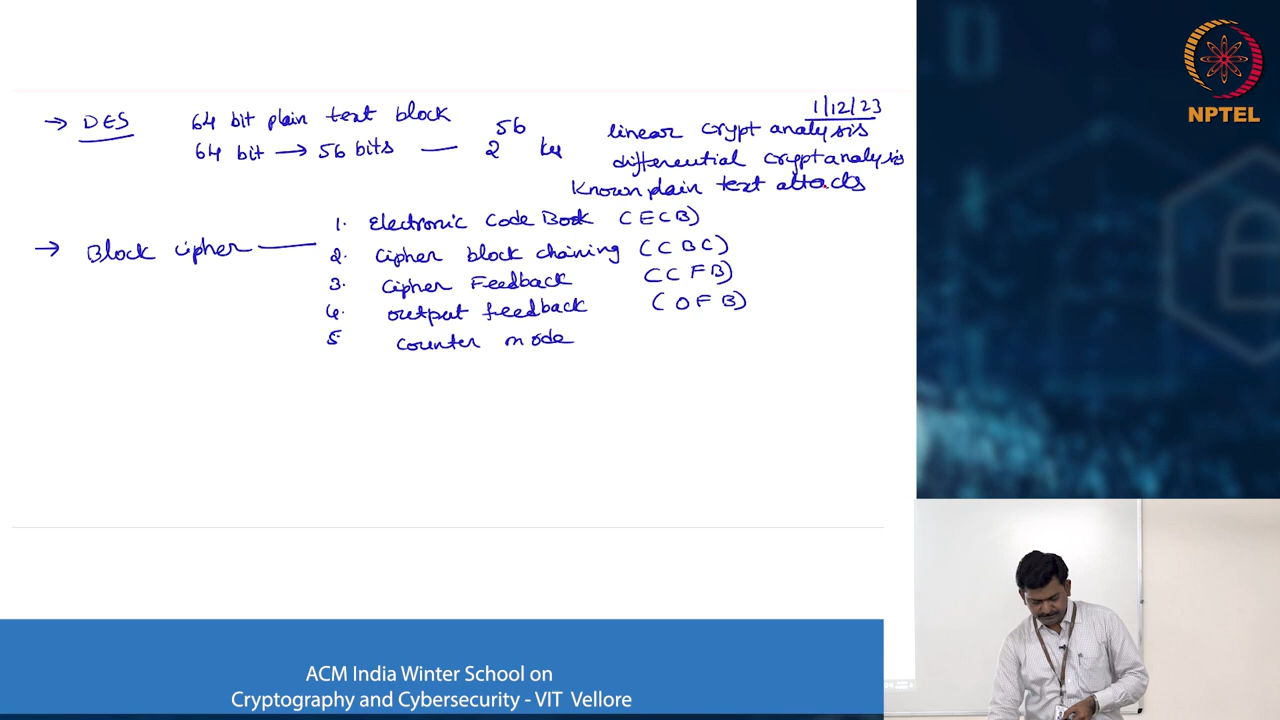 1/12/23
→ DES 64 bit plain text block
64 bit → 56 bits — 2^56 key
linear crypt analysis
differential cryptanalysis
Known plain text attacks
→ Block cipher — 1. Electronic Code Book (ECB)
2. Cipher block chaining (CBC)
3. Cipher Feedback (CFB)
4. output feedback (OFB)
5 counter mode
NPTEL
ACM India Winter School on
Cryptography and Cybersecurity - VIT Vellore